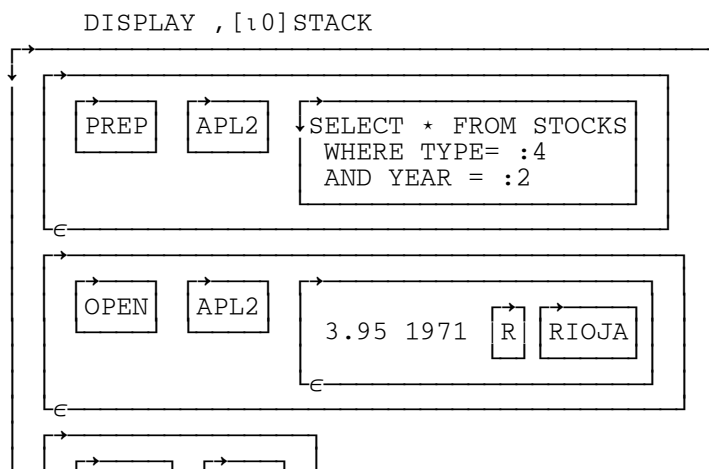 DISPLAY ,[⍳0]STACK
PREP APL2 SELECT ⋆ FROM STOCKS
WHERE TYPE= :4
AND YEAR = :2
OPEN APL2 3.95 1971 R RIOJA